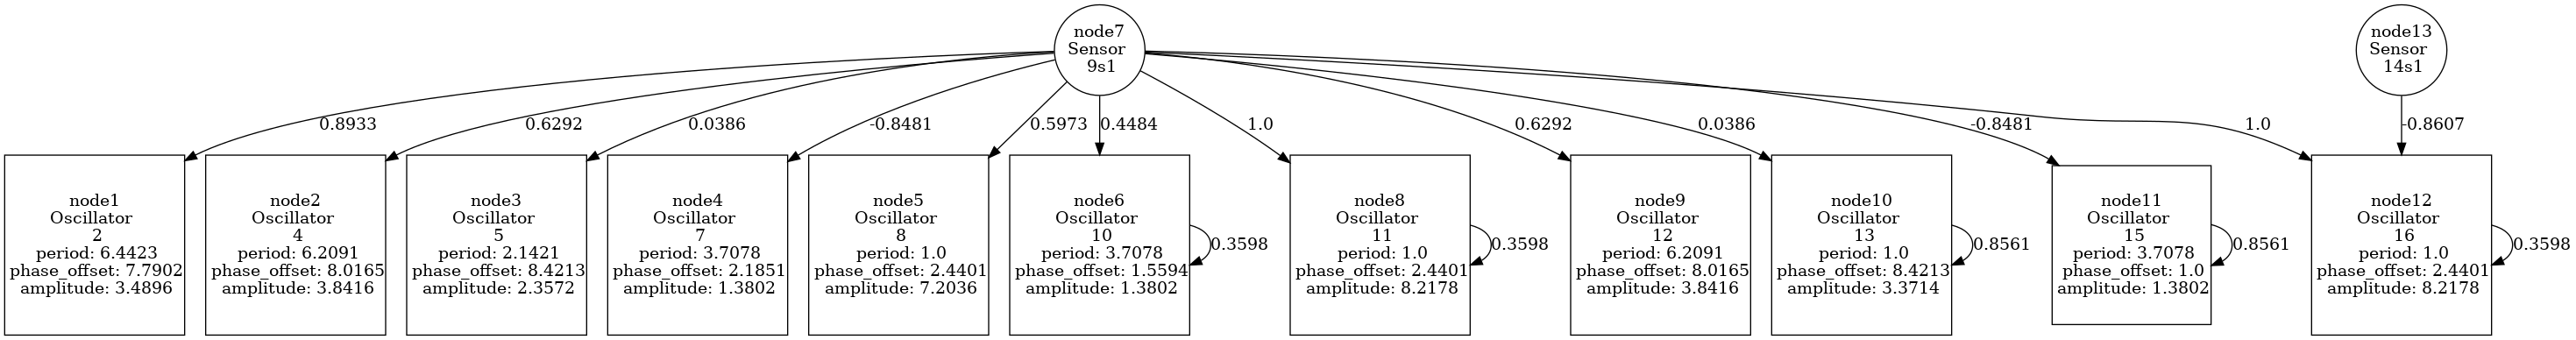 node7
Sensor
9s1
node13
Sensor
14s1
0.8933
0.6292
0.0386
-0.8481
0.5973
0.4484
1.0
0.6292
0.0386
-0.8481
1.0
-0.8607
node1
Oscillator
2
period: 6.4423
phase_offset: 7.7902
amplitude: 3.4896
node2
Oscillator
4
period: 6.2091
phase_offset: 8.0165
amplitude: 3.8416
node3
Oscillator
5
period: 2.1421
phase_offset: 8.4213
amplitude: 2.3572
node4
Oscillator
7
period: 3.7078
phase_offset: 2.1851
amplitude: 1.3802
node5
Oscillator
8
period: 1.0
phase_offset: 2.4401
amplitude: 7.2036
node6
Oscillator
10
period: 3.7078
phase_offset: 1.5594
amplitude: 1.3802
0.3598
node8
Oscillator
11
period: 1.0
phase_offset: 2.4401
amplitude: 8.2178
0.3598
node9
Oscillator
12
period: 6.2091
phase_offset: 8.0165
amplitude: 3.8416
node10
Oscillator
13
period: 1.0
phase_offset: 8.4213
amplitude: 3.3714
0.8561
node11
Oscillator
15
period: 3.7078
phase_offset: 1.0
amplitude: 1.3802
0.8561
node12
Oscillator
16
period: 1.0
phase_offset: 2.4401
amplitude: 8.2178
0.3598